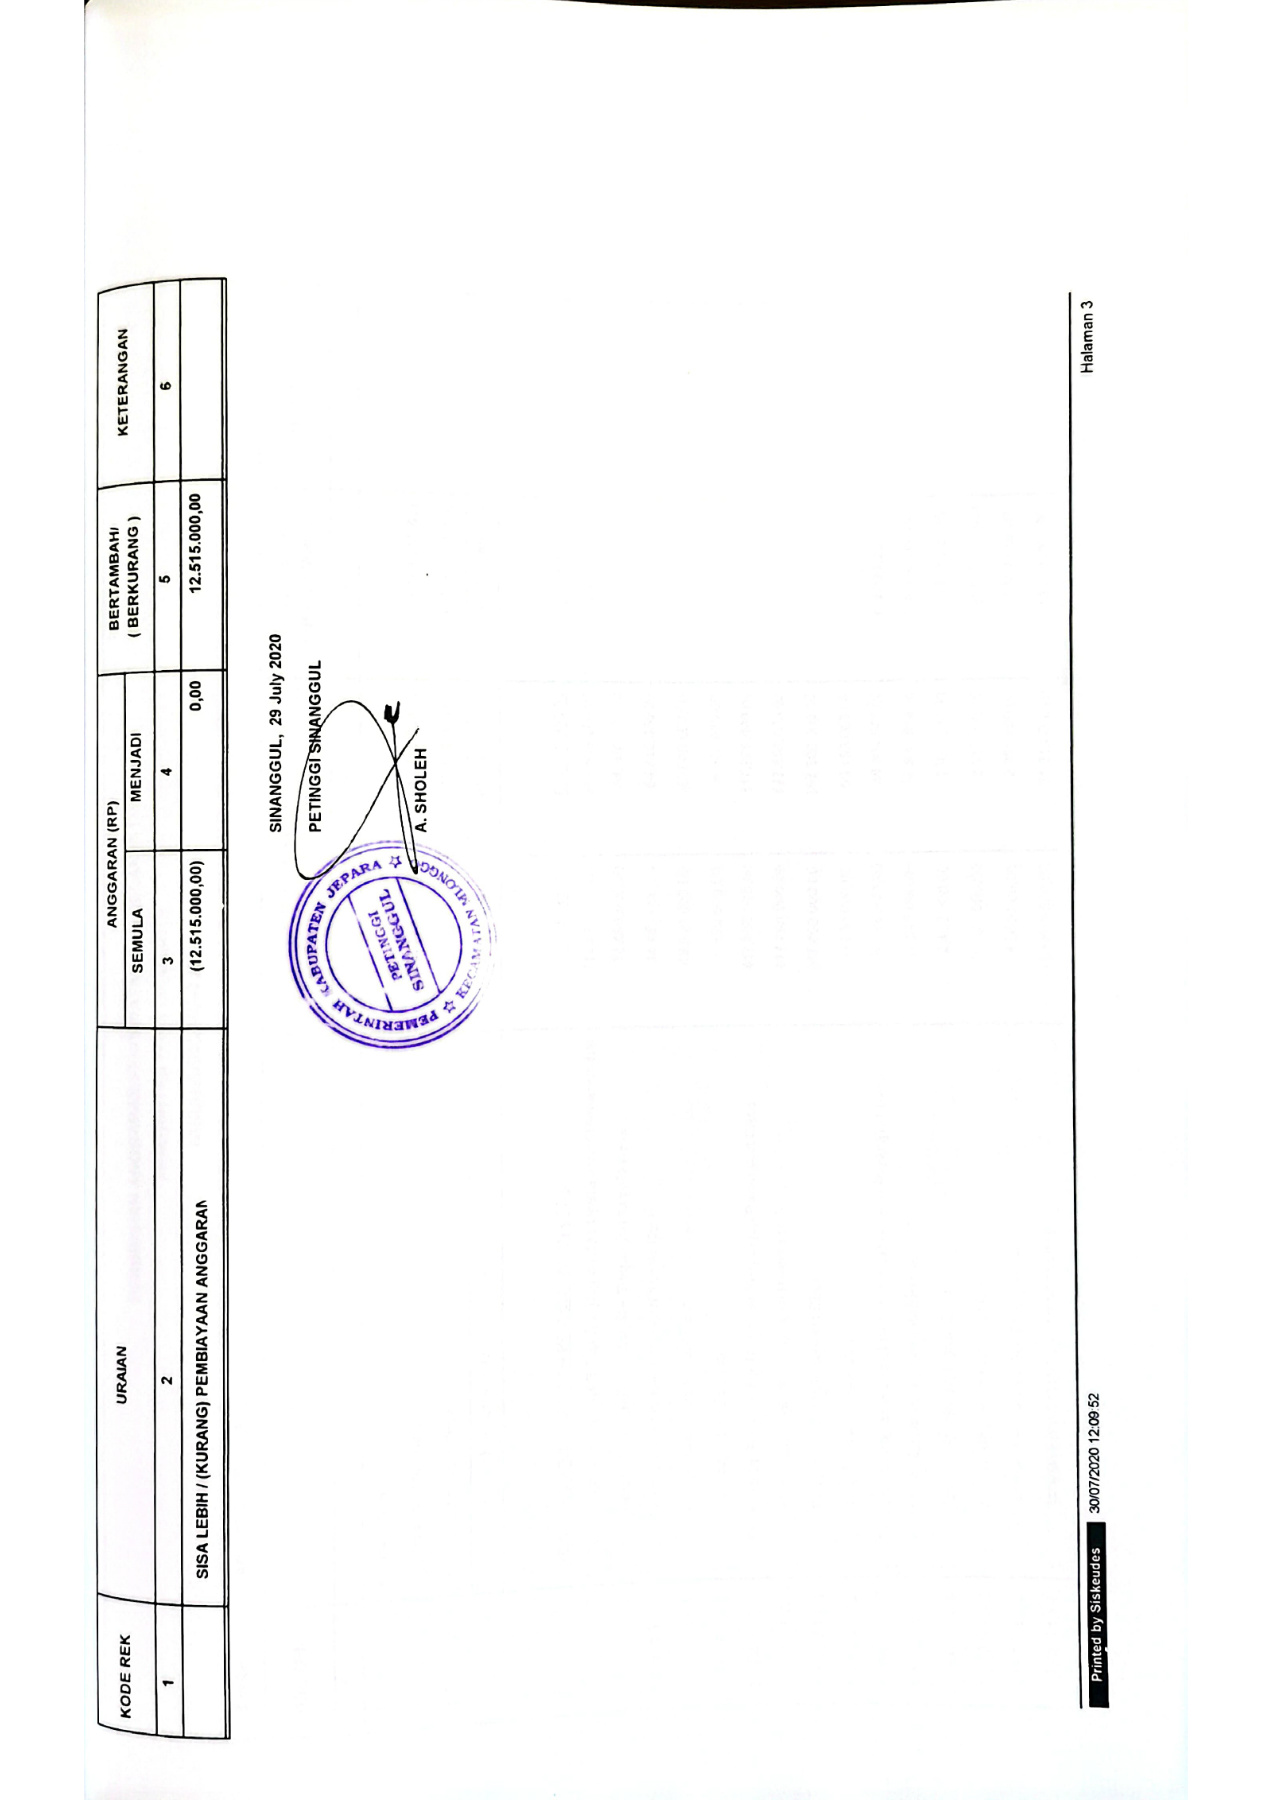 KODE REK URAIAN ANGGARAN (RP) BERTAMBAH/ ( BERKURANG ) KETERANGAN
SEMULA MENJADI
1 2 3 4 5 6
SISA LEBIH / (KURANG) PEMBIAYAAN ANGGARAN (12.515.000,00) 0,00 12.515.000,00
SINANGGUL, 29 July 2020
PETINGGI SINANGGUL
A. SHOLEH
PEMERINTAH KABUPATEN JEPARA
PETINGGI
SINANGGUL
KECAMATAN MLONGGO
Printed by Siskeudes 30/07/2020 12:09:52 Halaman 3